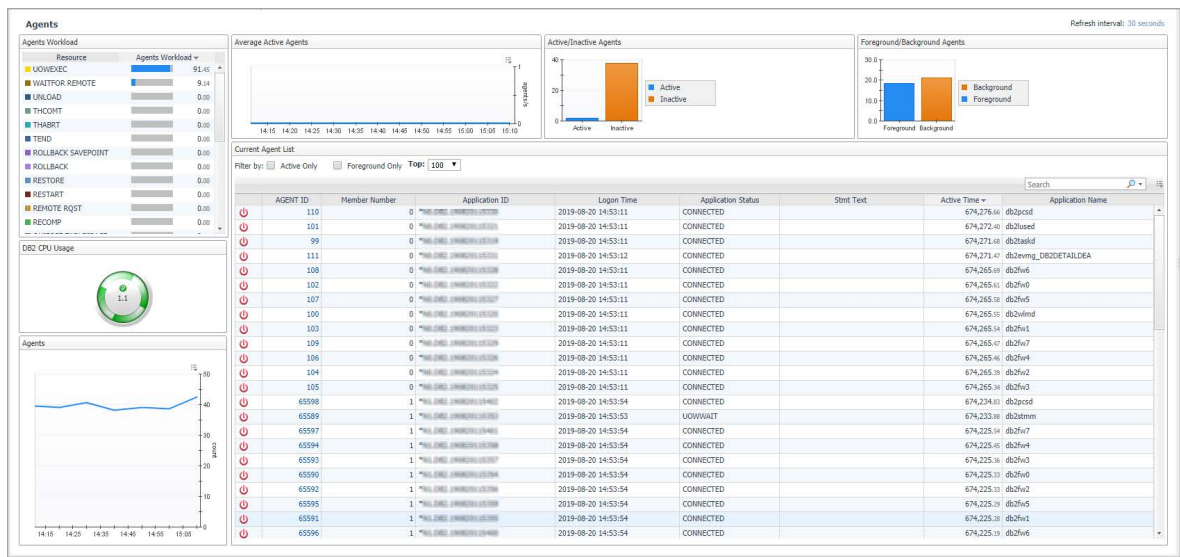 Agents
Refresh interval: 30 seconds
Agents Workload
Resource Agents Workload
UOWEXEC 91.45
WAITFOR REMOTE 9.14
UNLOAD 0.00
THCOMT 0.00
THABRT 0.00
TEND 0.00
ROLLBACK SAVEPOINT 0.00
ROLLBACK 0.00
RESTORE 0.00
RESTART 0.00
REMOTE RQST 0.00
RECOMP 0.00
DB2 CPU Usage
1.1
Agents
50
40
30
20
10
0
count
14:15 14:25 14:35 14:45 14:55 15:05
Average Active Agents
1
0
agents/s
14:15 14:20 14:25 14:30 14:35 14:40 14:45 14:50 14:55 15:00 15:05 15:10
Active/Inactive Agents
40
20
0
Active Inactive
Active
Inactive
Foreground/Background Agents
30.0
20.0
10.0
0.0
Foreground Background
Background
Foreground
Current Agent List
Filter by: Active Only Foreground Only Top: 100
Search
AGENT ID Member Number Application ID Logon Time Application Status Stmt Text Active Time Application Name
110 0 2019-08-20 14:53:11 CONNECTED 674,276.66 db2pcsd
101 0 2019-08-20 14:53:11 CONNECTED 674,272.40 db2lused
99 0 2019-08-20 14:53:11 CONNECTED 674,271.68 db2taskd
111 0 2019-08-20 14:53:12 CONNECTED 674,271.47 db2evmg_DB2DETAILDEA
108 0 2019-08-20 14:53:11 CONNECTED 674,265.69 db2fw6
102 0 2019-08-20 14:53:11 CONNECTED 674,265.61 db2fw0
107 0 2019-08-20 14:53:11 CONNECTED 674,265.58 db2fw5
100 0 2019-08-20 14:53:11 CONNECTED 674,265.55 db2wlmd
103 0 2019-08-20 14:53:11 CONNECTED 674,265.54 db2fw1
109 0 2019-08-20 14:53:11 CONNECTED 674,265.47 db2fw7
106 0 2019-08-20 14:53:11 CONNECTED 674,265.46 db2fw4
104 0 2019-08-20 14:53:11 CONNECTED 674,265.39 db2fw2
105 0 2019-08-20 14:53:11 CONNECTED 674,265.34 db2fw3
65598 1 2019-08-20 14:53:54 CONNECTED 674,234.83 db2pcsd
65589 1 2019-08-20 14:53:53 UOWWAIT 674,233.88 db2stmm
65597 1 2019-08-20 14:53:54 CONNECTED 674,225.54 db2fw7
65594 1 2019-08-20 14:53:54 CONNECTED 674,225.45 db2fw4
65593 1 2019-08-20 14:53:54 CONNECTED 674,225.36 db2fw3
65590 1 2019-08-20 14:53:54 CONNECTED 674,225.33 db2fw0
65592 1 2019-08-20 14:53:54 CONNECTED 674,225.33 db2fw2
65595 1 2019-08-20 14:53:54 CONNECTED 674,225.29 db2fw5
65591 1 2019-08-20 14:53:54 CONNECTED 674,225.28 db2fw1
65596 1 2019-08-20 14:53:54 CONNECTED 674,225.19 db2fw6